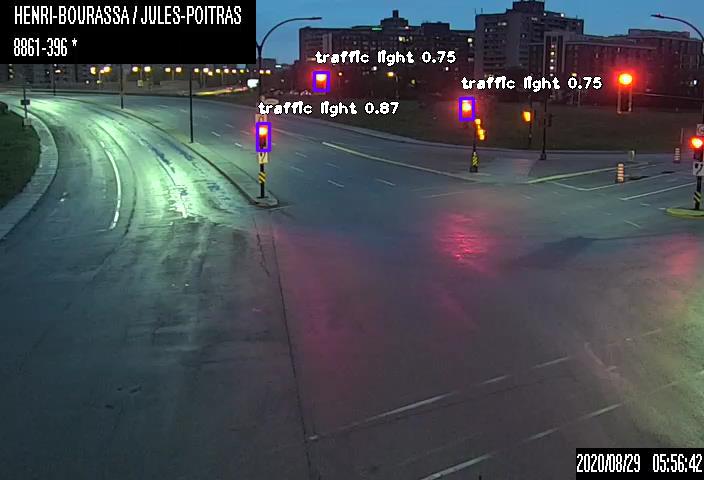 HENRI-BOURASSA / JULES-POITRAS
8861-396 *
traffic light 0.75
traffic light 0.75
traffic light 0.87
2020/08/29 05:56:42